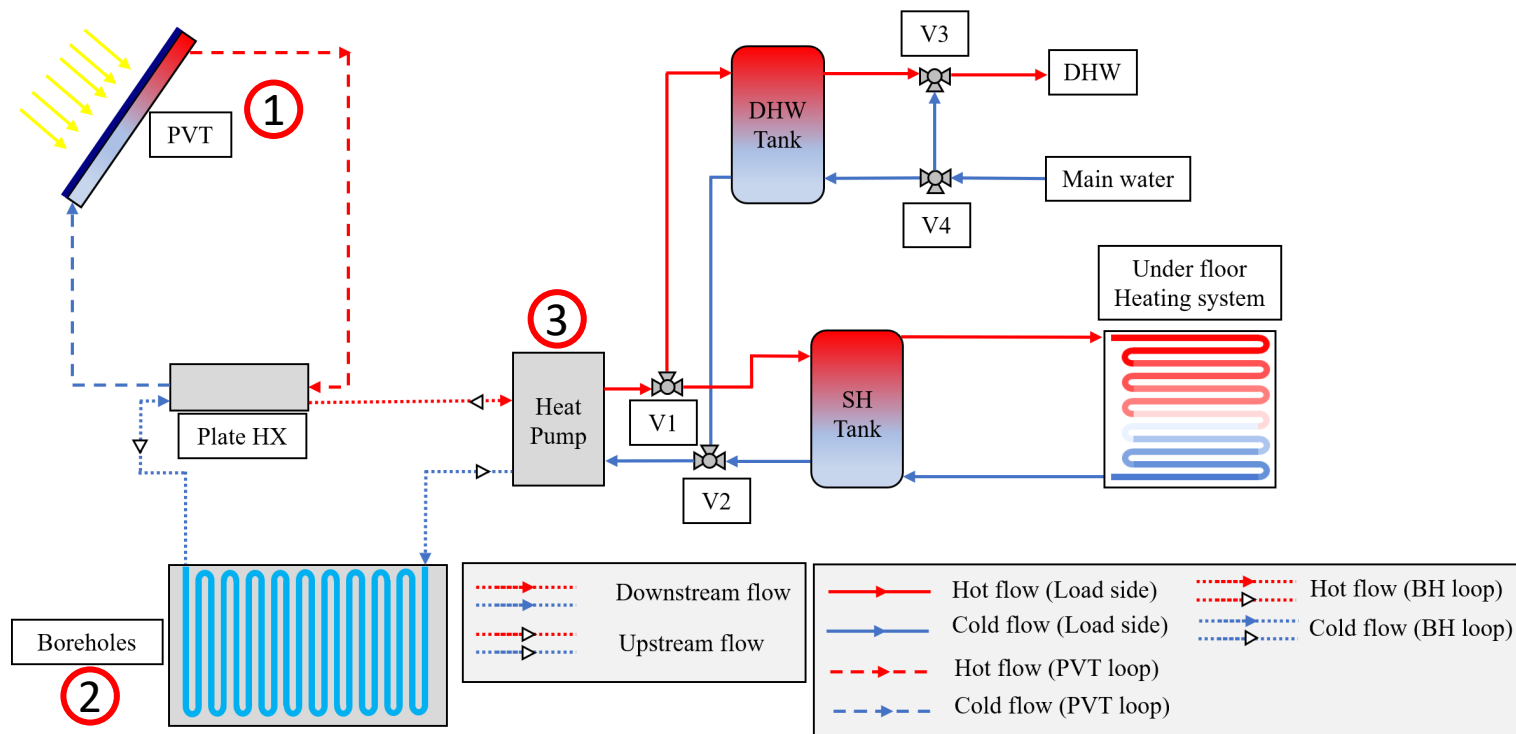 1
PVT
V3
DHW
DHW
Tank
Main water
V4
Under floor
Heating system
3
Heat
Pump
V1
SH
Tank
Plate HX
V2
Boreholes
2
Downstream flow
Upstream flow
Hot flow (Load side)
Cold flow (Load side)
Hot flow (PVT loop)
Cold flow (PVT loop)
Hot flow (BH loop)
Cold flow (BH loop)